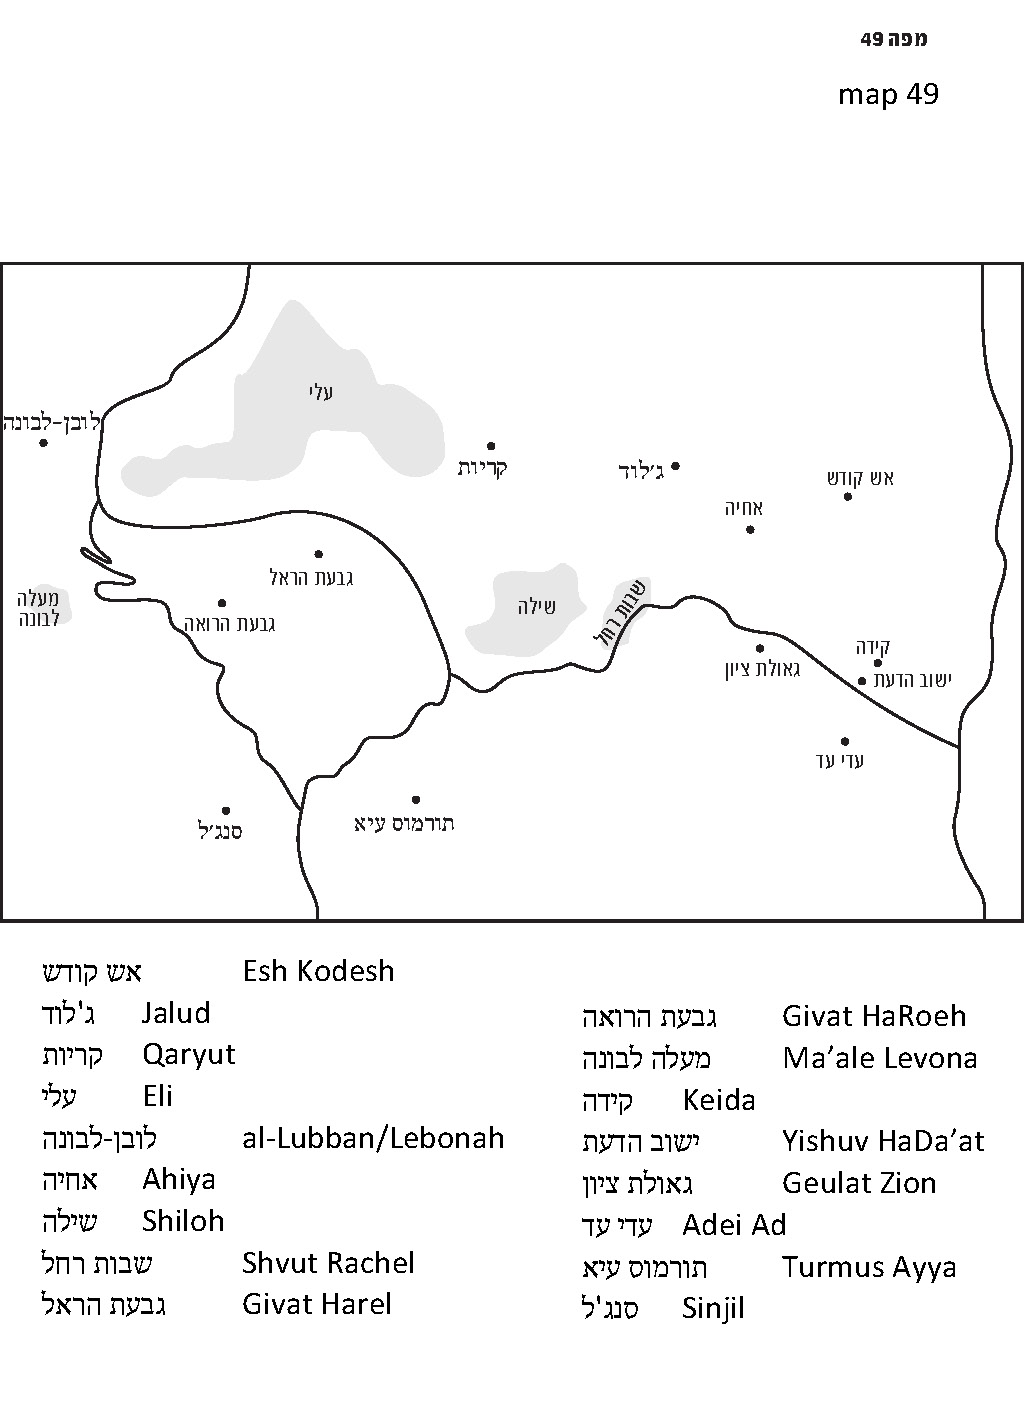 מפה 49
map 49
עלי
לובן-לבונה
קריות
ג'לוד
אש קודש
אחיה
גבעת הראל
מעלה
לבונה
שילה
שבות רחל
גבעת הרואה
קידה
גאולת ציון
ישוב הדעת
עדי עד
סנג'ל
תורמוס עיא
אש קודש Esh Kodesh
ג'לוד Jalud
קריות Qaryut
עלי Eli
לובן-לבונה al-Lubban/Lebonah
אחיה Ahiya
שילה Shiloh
שבות רחל Shvut Rachel
גבעת הראל Givat Harel
גבעת הרואה Givat HaRoeh
מעלה לבונה Ma’ale Levona
קידה Keida
ישוב הדעת Yishuv HaDa’at
גאולת ציון Geulat Zion
עדי עד Adei Ad
תורמוס עיא Turmus Ayya
סנג'ל Sinjil